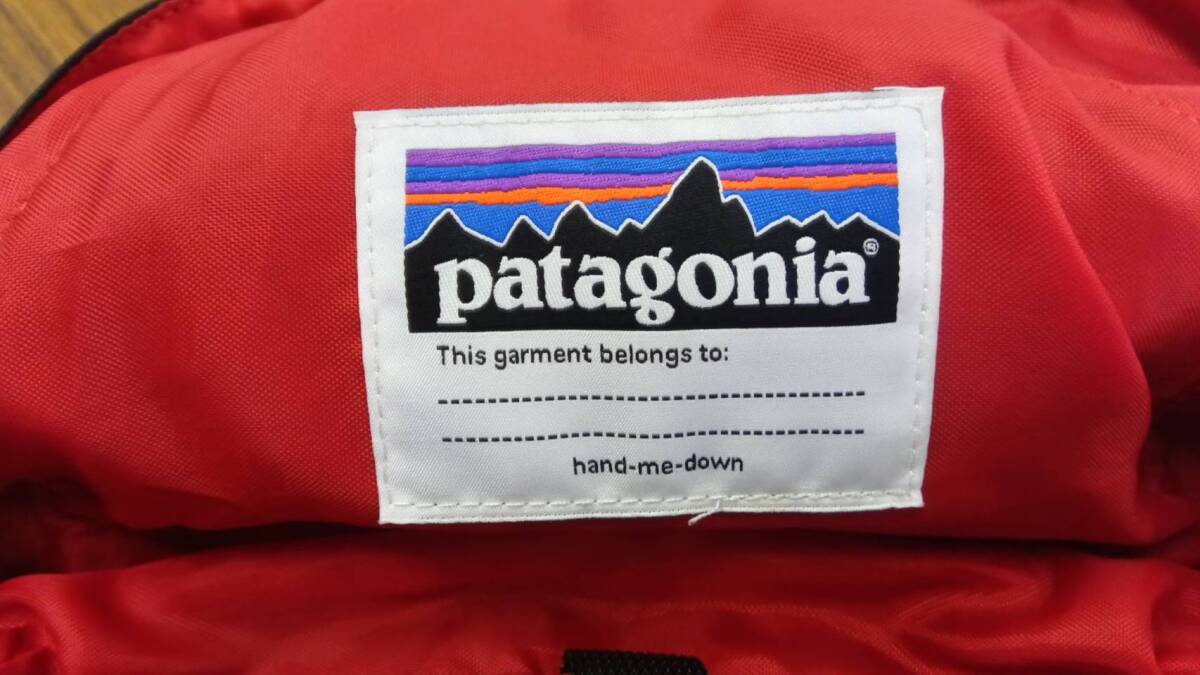 patagonia®
This garment belongs to:
hand-me-down